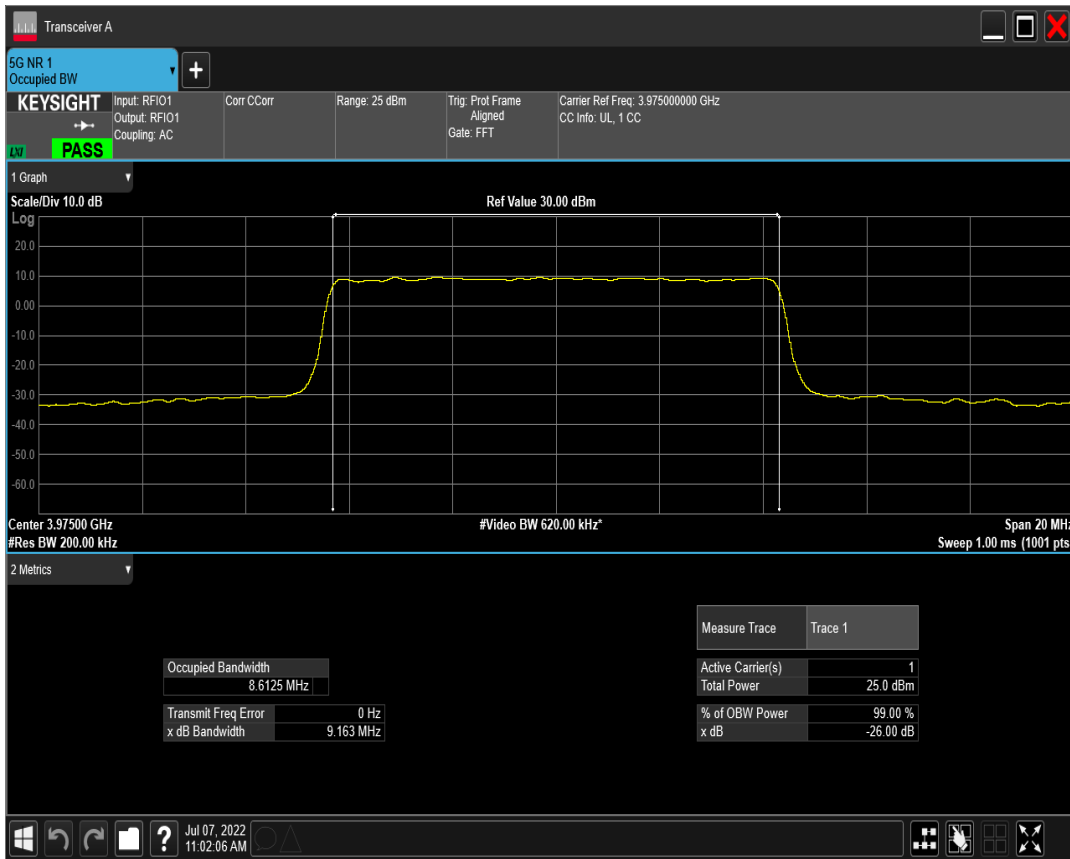 Transceiver A
5G NR 1
Occupied BW
KEYSIGHT
LXI
PASS
Input: RFIO1
Output: RFIO1
Coupling: AC
Corr CCorr
Range: 25 dBm
Trig: Prot Frame
Aligned
Gate: FFT
Carrier Ref Freq: 3.975000000 GHz
CC Info: UL, 1 CC
1 Graph
Scale/Div 10.0 dB
Ref Value 30.00 dBm
Log
20.0
10.0
0.00
-10.0
-20.0
-30.0
-40.0
-50.0
-60.0
Center 3.97500 GHz
#Video BW 620.00 kHz*
Span 20 MHz
#Res BW 200.00 kHz
Sweep 1.00 ms (1001 pts
2 Metrics
Measure Trace Trace 1
Occupied Bandwidth
8.6125 MHz
Active Carrier(s) 1
Total Power 25.0 dBm
Transmit Freq Error 0 Hz
x dB Bandwidth 9.163 MHz
% of OBW Power 99.00 %
x dB -26.00 dB
Jul 07, 2022
11:02:06 AM